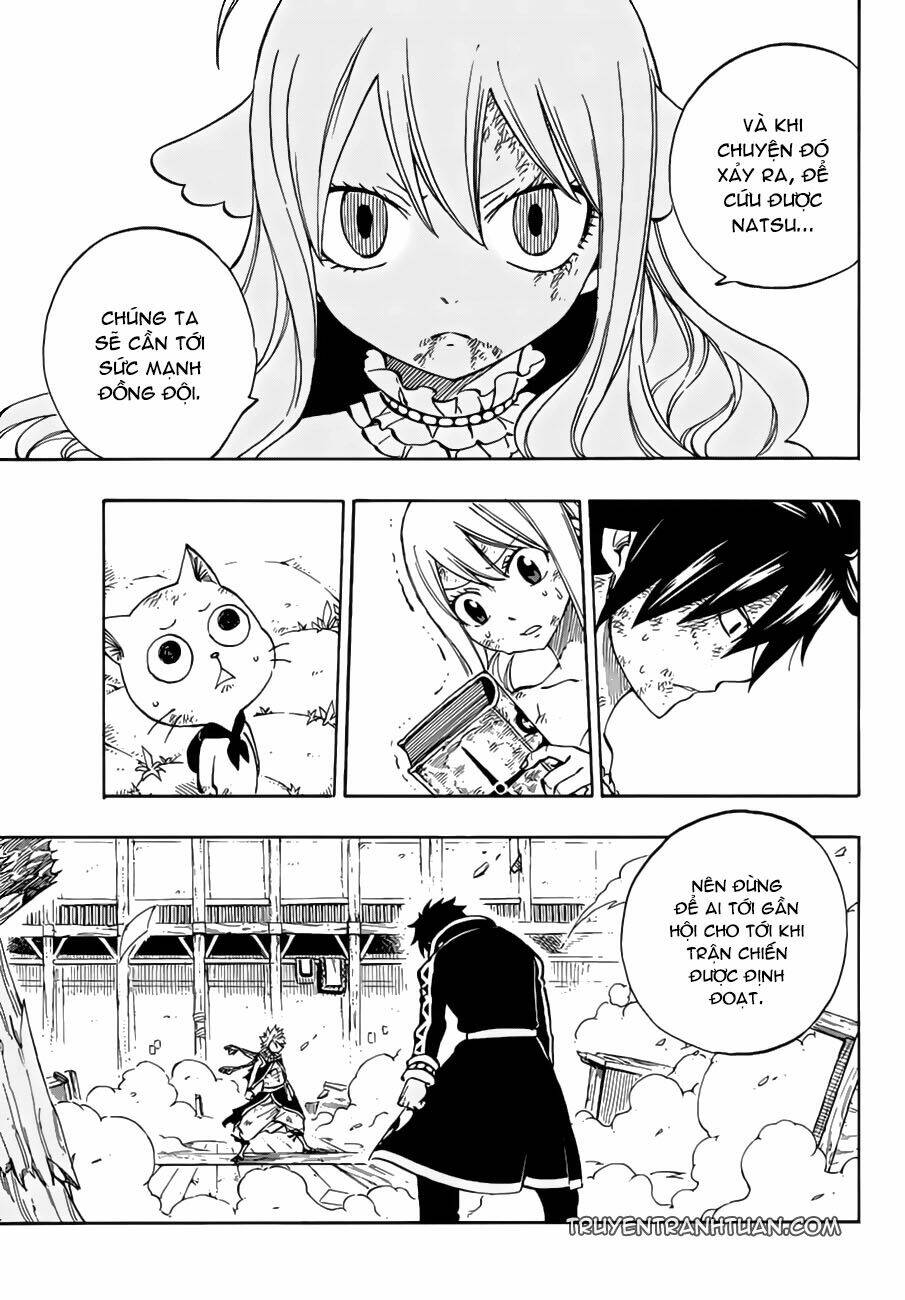 VÀ KHI
CHUYỆN ĐÓ
XẢY RA, ĐỂ
CỨU ĐƯỢC
NATSU...
CHÚNG TA
SẼ CẦN TỚI
SỨC MẠNH
ĐỒNG ĐỘI.
NÊN ĐỪNG
ĐỂ AI TỚI GẦN
HỘI CHO TỚI KHI
TRẬN CHIẾN
ĐƯỢC ĐỊNH
ĐOẠT.
TRUYENTRANHTUAN.COM